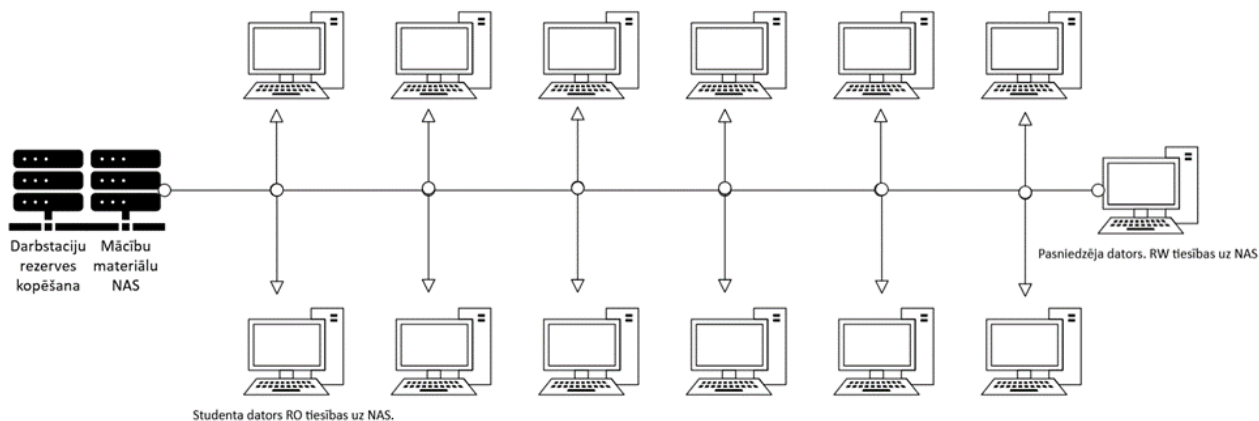 Darbstaciju
rezerves
kopēšana
Mācību
materiālu
NAS
Pasniedzēja dators. RW tiesības uz NAS
Studenta dators RO tiesības uz NAS.